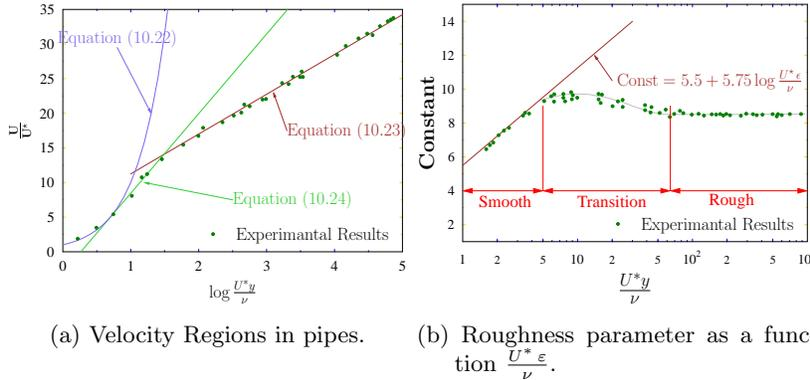 35
30
25
20
15
10
5
0
U/U*
Equation (10.22)
Equation (10.23)
Equation (10.24)
Experimantal Results
0 1 2 3 4 5
log U*y/ν
(a) Velocity Regions in pipes.
14
12
10
8
6
4
2
Constant
Const = 5.5 + 5.75 log U*ε/ν
Smooth Transition Rough
Experimantal Results
1 2 5 10 2 5 10² 2 5 10
U*y/ν
(b) Roughness parameter as a func
tion U* ε/ν.